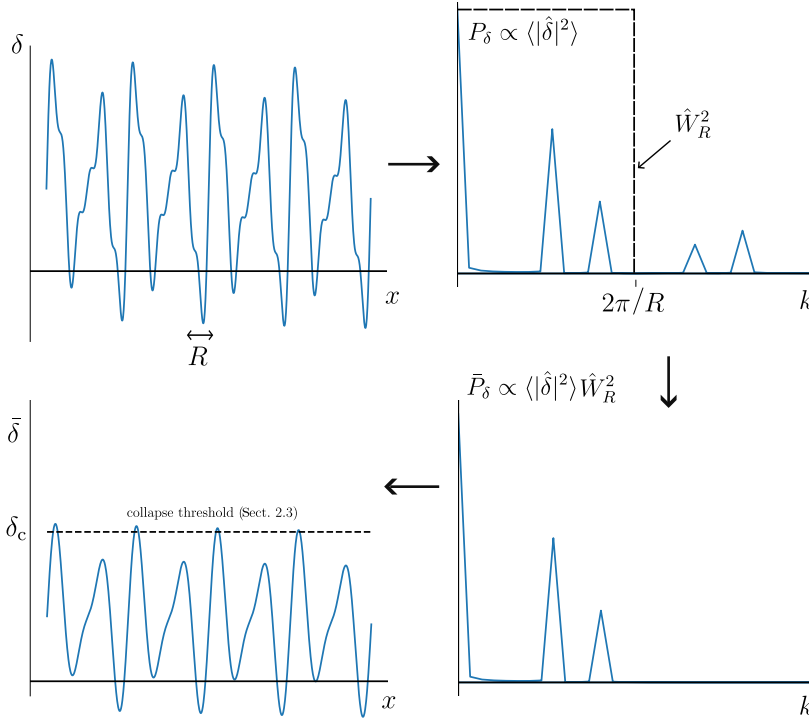 δ
x
R
P_δ ∝ ⟨|δ̂|²⟩
Ŵ_R²
2π/R
k
P̄_δ ∝ ⟨|δ̂|²⟩Ŵ_R²
k
δ̄
δ_c
collapse threshold (Sect. 2.3)
x